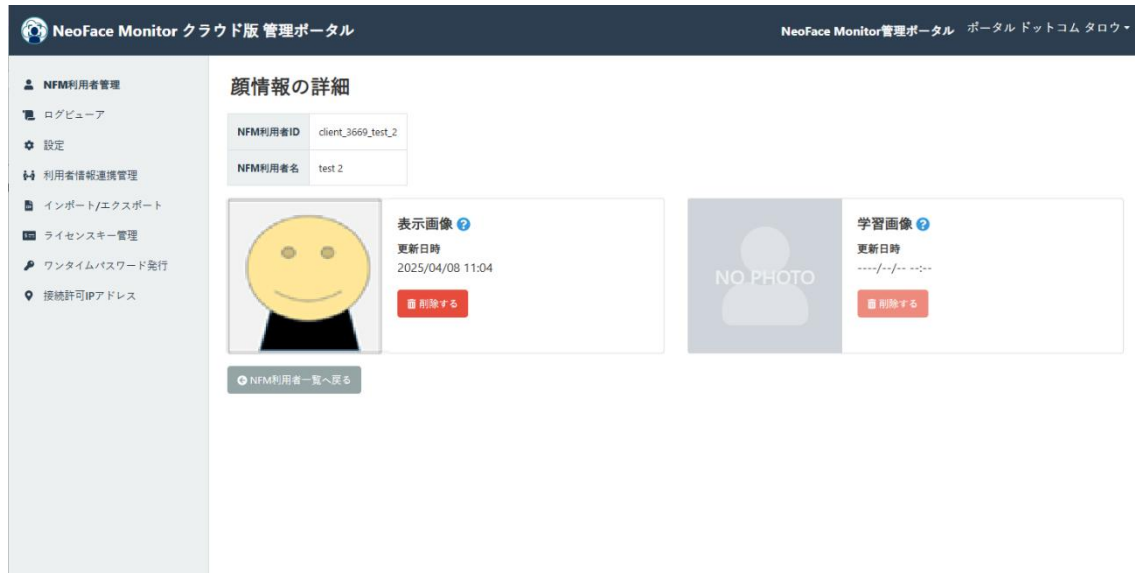 NeoFace Monitor クラウド版 管理ポータル
NeoFace Monitor管理ポータル ポータル ドットコム タロウ
NFM利用者管理
ログビューア
設定
利用者情報連携管理
インポート/エクスポート
ライセンスキー管理
ワンタイムパスワード発行
接続許可IPアドレス
顔情報の詳細
NFM利用者ID client_3669_test_2
NFM利用者名 test 2
表示画像
更新日時
2025/04/08 11:04
削除する
NO PHOTO
学習画像
更新日時
----/--/-- --:--
削除する
NFM利用者一覧へ戻る